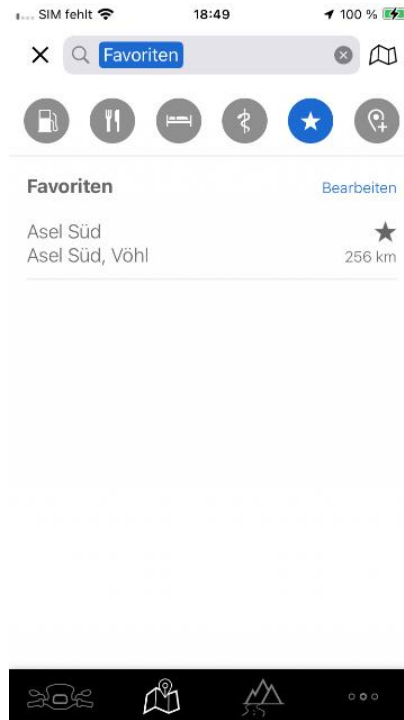 SIM fehlt 18:49 100 %
Favoriten
Favoriten Bearbeiten
Asel Süd
Asel Süd, Vöhl 256 km